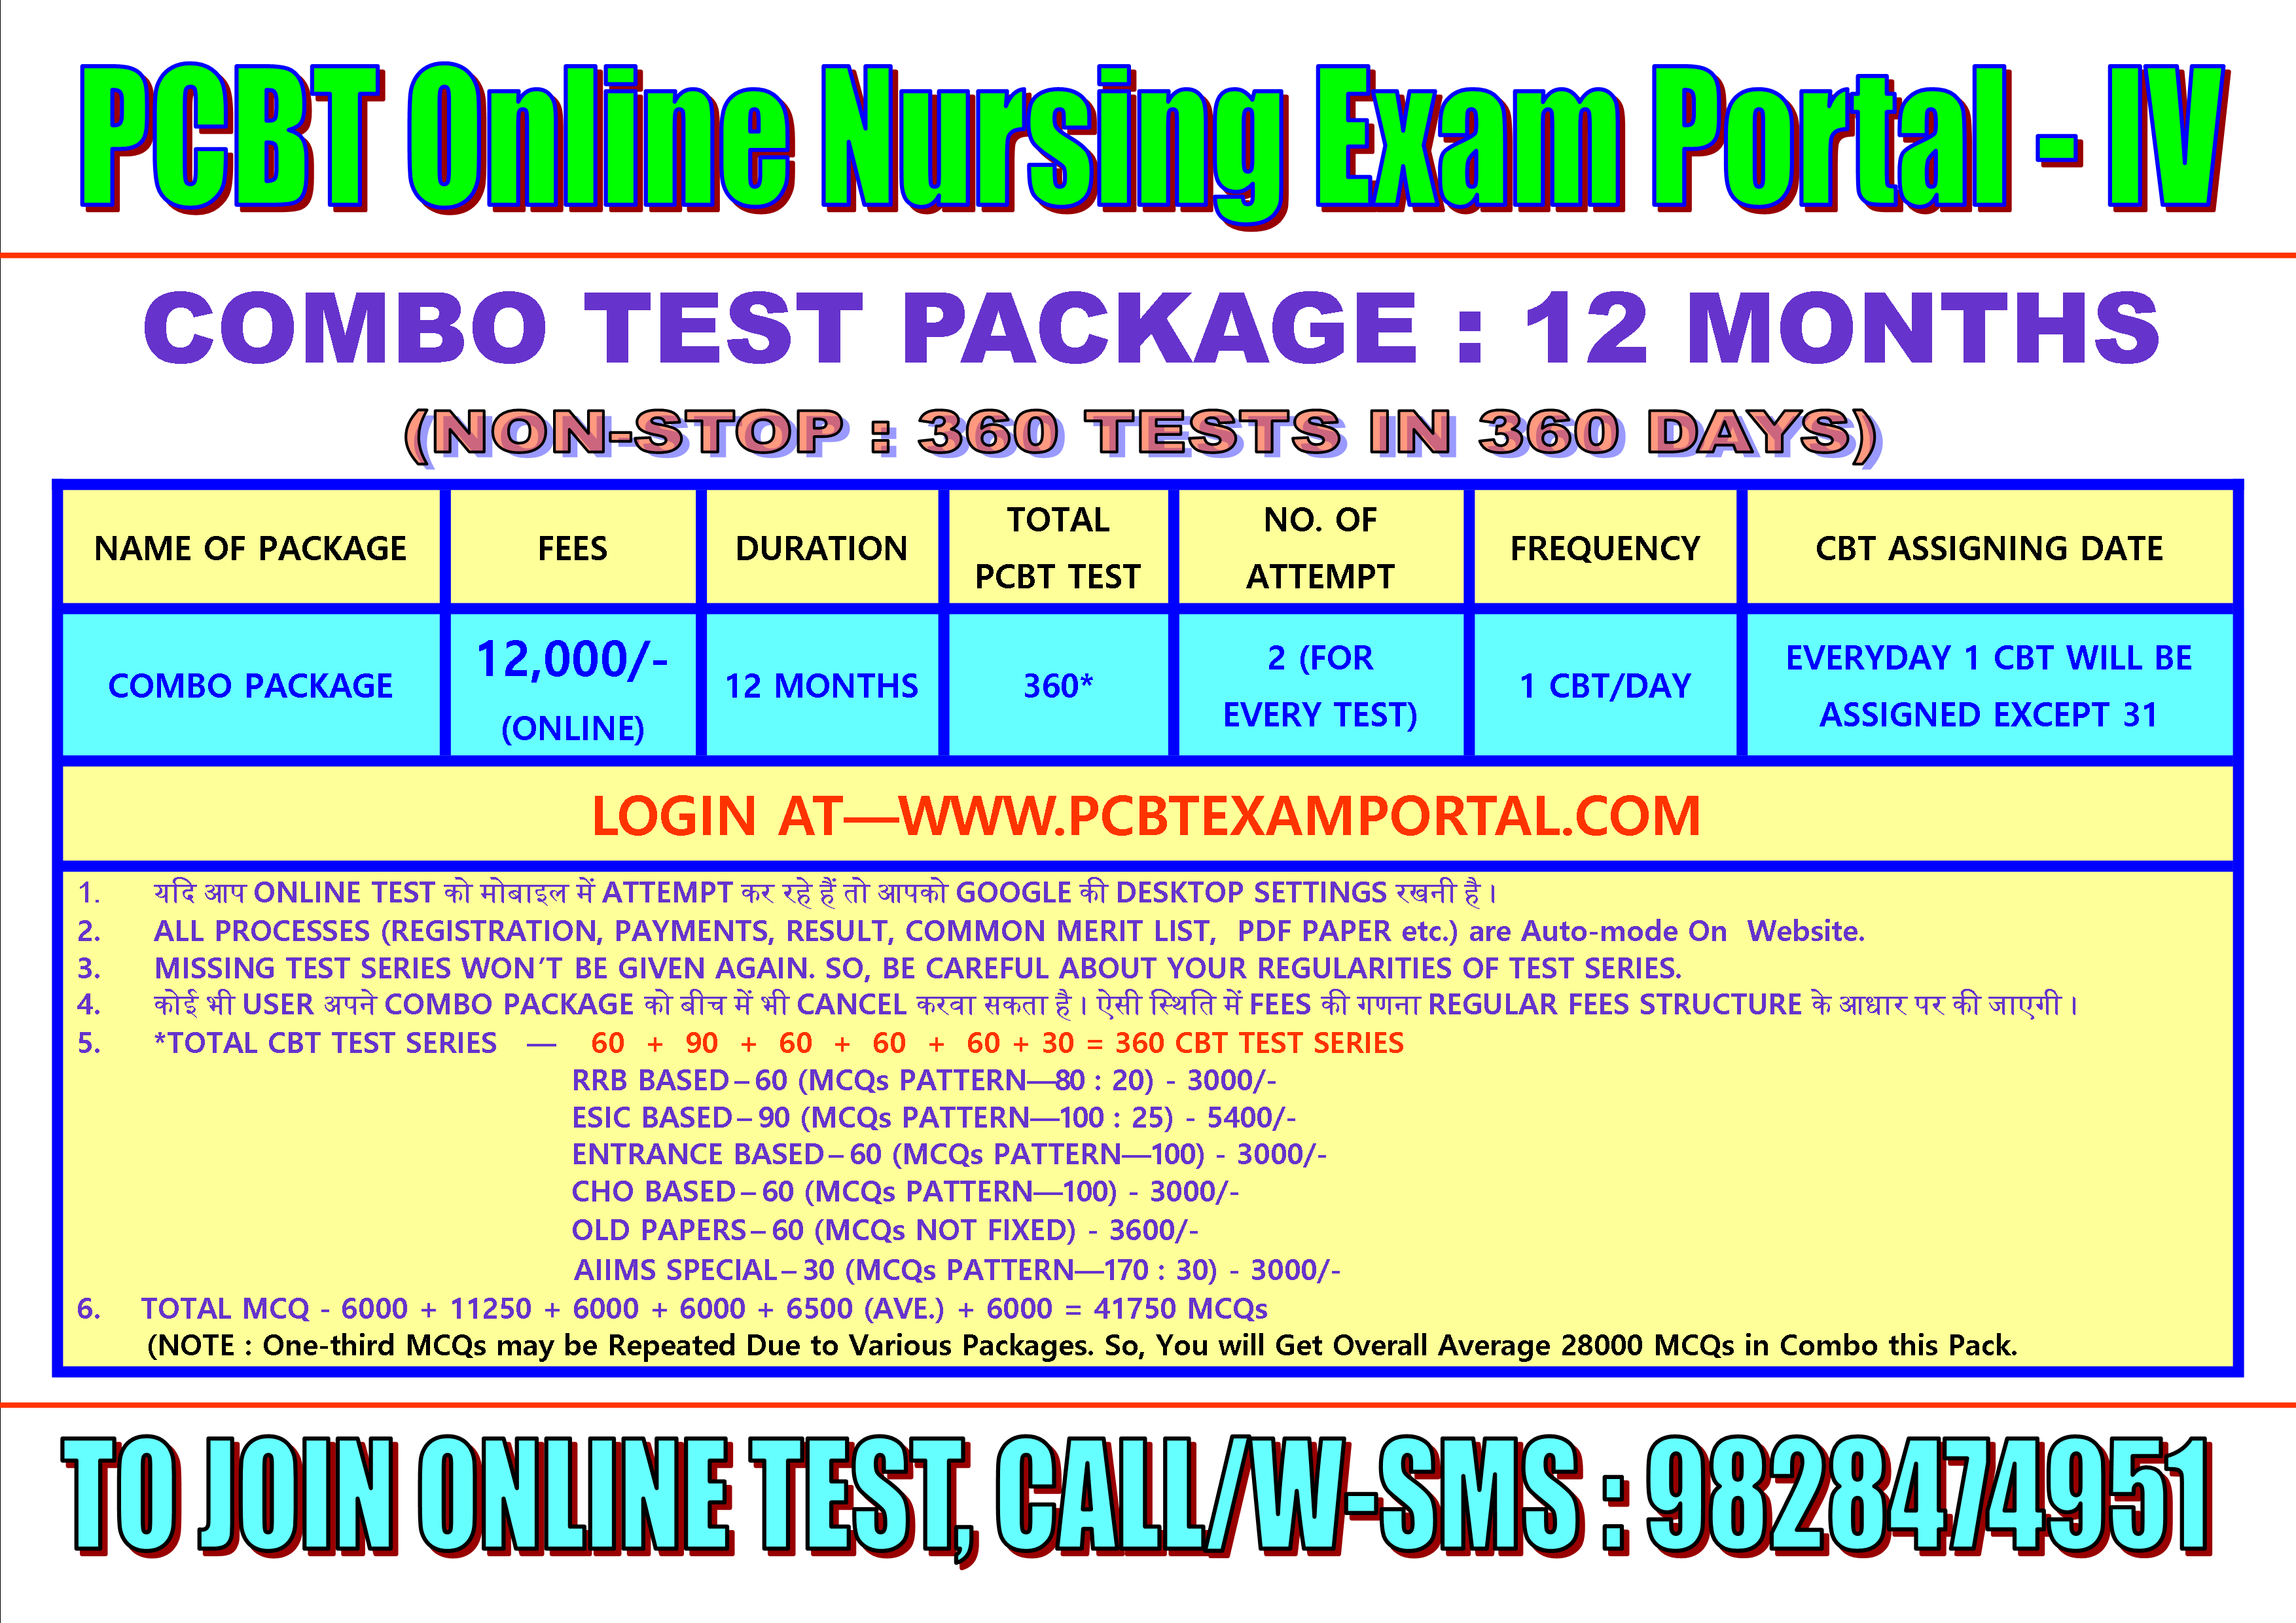 PCBT Online Nursing Exam Portal - IV
COMBO TEST PACKAGE : 12 MONTHS
(NON-STOP : 360 TESTS IN 360 DAYS)
NAME OF PACKAGE
FEES
DURATION
TOTAL
PCBT TEST
NO. OF
ATTEMPT
FREQUENCY
CBT ASSIGNING DATE
COMBO PACKAGE
12,000/-
(ONLINE)
12 MONTHS
360*
2 (FOR
EVERY TEST)
1 CBT/DAY
EVERYDAY 1 CBT WILL BE
ASSIGNED EXCEPT 31
LOGIN AT—WWW.PCBTEXAMPORTAL.COM
1. यदि आप ONLINE TEST को मोबाइल में ATTEMPT कर रहे हैं तो आपको GOOGLE की DESKTOP SETTINGS रखनी है।
2. ALL PROCESSES (REGISTRATION, PAYMENTS, RESULT, COMMON MERIT LIST, PDF PAPER etc.) are Auto-mode On Website.
3. MISSING TEST SERIES WON'T BE GIVEN AGAIN. SO, BE CAREFUL ABOUT YOUR REGULARITIES OF TEST SERIES.
4. कोई भी USER अपने COMBO PACKAGE को बीच में भी CANCEL करवा सकता है। ऐसी स्थिति में FEES की गणना REGULAR FEES STRUCTURE के आधार पर की जाएगी।
5. *TOTAL CBT TEST SERIES — 60 + 90 + 60 + 60 + 60 + 30 = 360 CBT TEST SERIES
RRB BASED–60 (MCQs PATTERN—80 : 20) - 3000/-
ESIC BASED–90 (MCQs PATTERN—100 : 25) - 5400/-
ENTRANCE BASED–60 (MCQs PATTERN—100) - 3000/-
CHO BASED–60 (MCQs PATTERN—100) - 3000/-
OLD PAPERS–60 (MCQs NOT FIXED) - 3600/-
AIIMS SPECIAL–30 (MCQs PATTERN—170 : 30) - 3000/-
6. TOTAL MCQ - 6000 + 11250 + 6000 + 6000 + 6500 (AVE.) + 6000 = 41750 MCQs
(NOTE : One-third MCQs may be Repeated Due to Various Packages. So, You will Get Overall Average 28000 MCQs in Combo this Pack.
TO JOIN ONLINE TEST, CALL/W-SMS : 9828474951